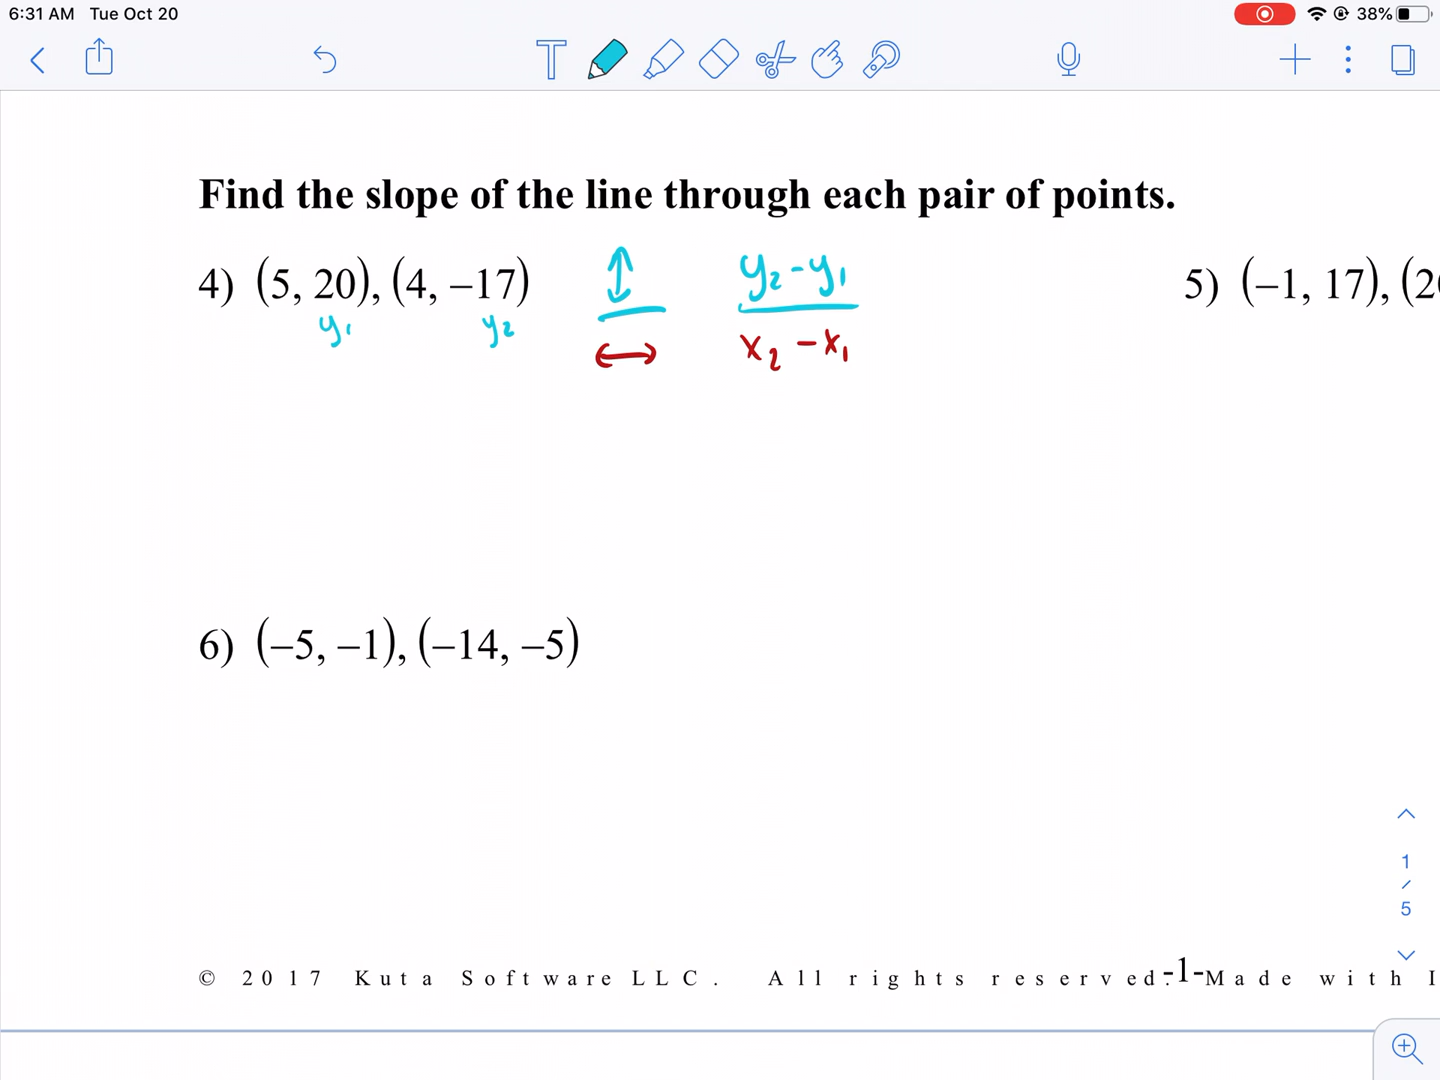 6:31 AM Tue Oct 20 38%
Find the slope of the line through each pair of points.
4) (5, 20), (4, –17)
y₁ y₂
y₂ - y₁
x₂ - x₁
5) (–1, 17), (2
6) (–5, –1), (–14, –5)
1
/
5
© 2017 Kuta Software LLC. All rights reserved. -1- Made with I